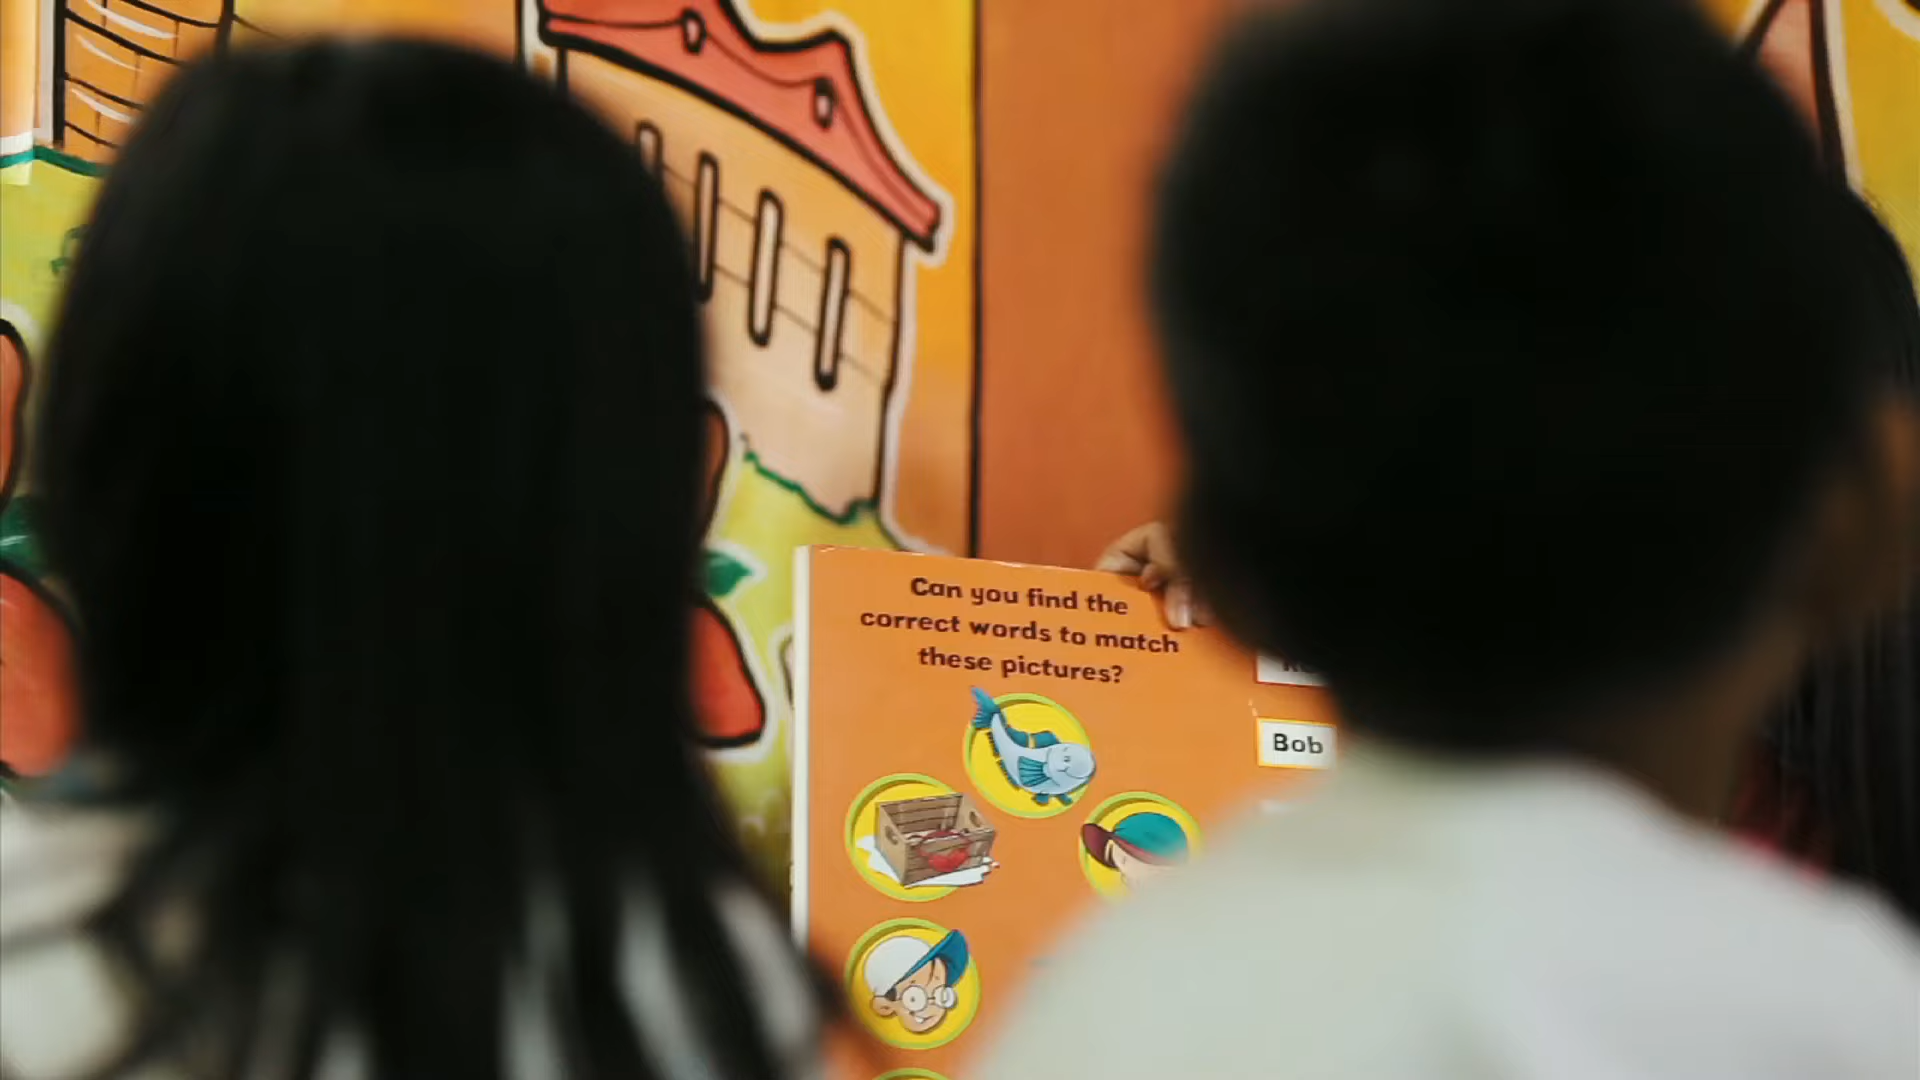 Can you find the
correct words to match
these pictures?
Bob